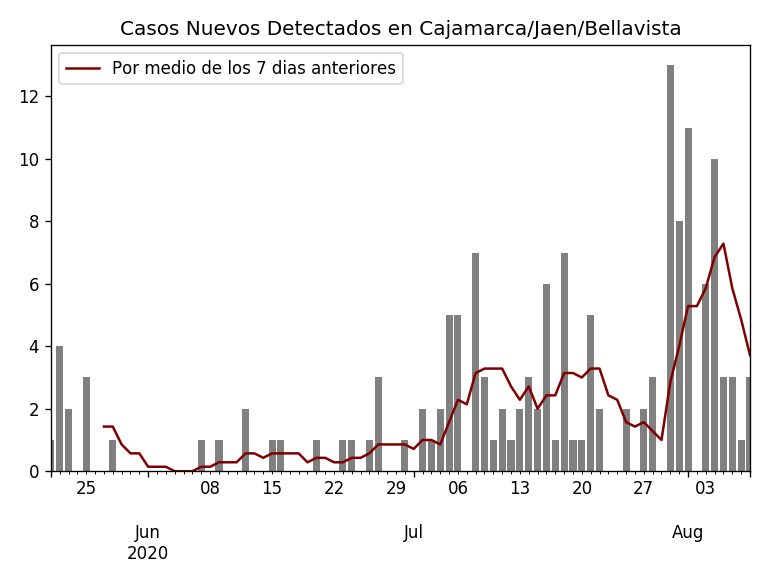 Casos Nuevos Detectados en Cajamarca/Jaen/Bellavista
Por medio de los 7 dias anteriores
12
10
8
6
4
2
0
25 08 15 22 29 06 13 20 27 03
Jun Jul Aug
2020